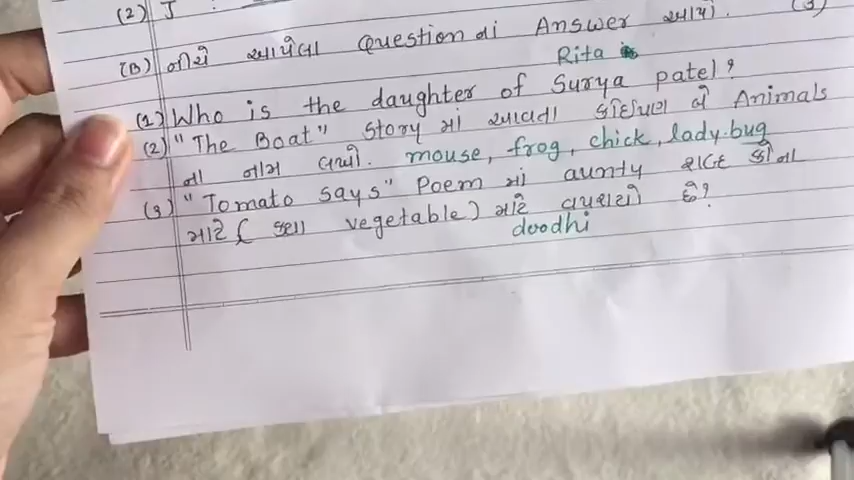 (2) J
(B) નીચે આપેલા Question ના Answer આપો. (3)
Rita
(1) Who is the daughter of Surya patel?
(2) "The Boat" story માં આવતા કોઈપણ બે Animals
ના નામ લખો. mouse, frog, chick, lady.bug
(3) "Tomato says" Poem માં aunty શબ્દ કોના
માટે ( કયા vegetable) માટે વપરાયો છે?
doodhi